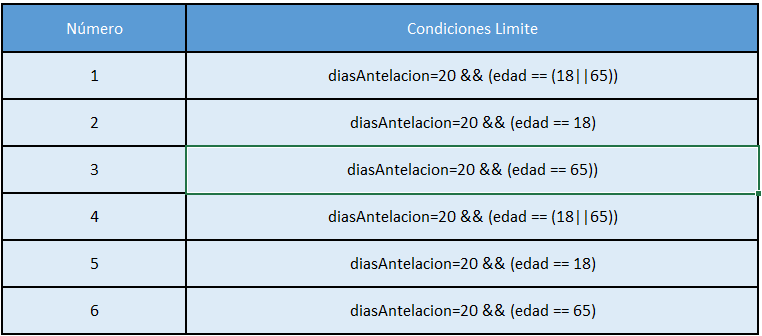 Número Condiciones Limite
1 diasAntelacion=20 && (edad == (18||65))
2 diasAntelacion=20 && (edad == 18)
3 diasAntelacion=20 && (edad == 65))
4 diasAntelacion=20 && (edad == (18||65))
5 diasAntelacion=20 && (edad == 18)
6 diasAntelacion=20 && (edad == 65)